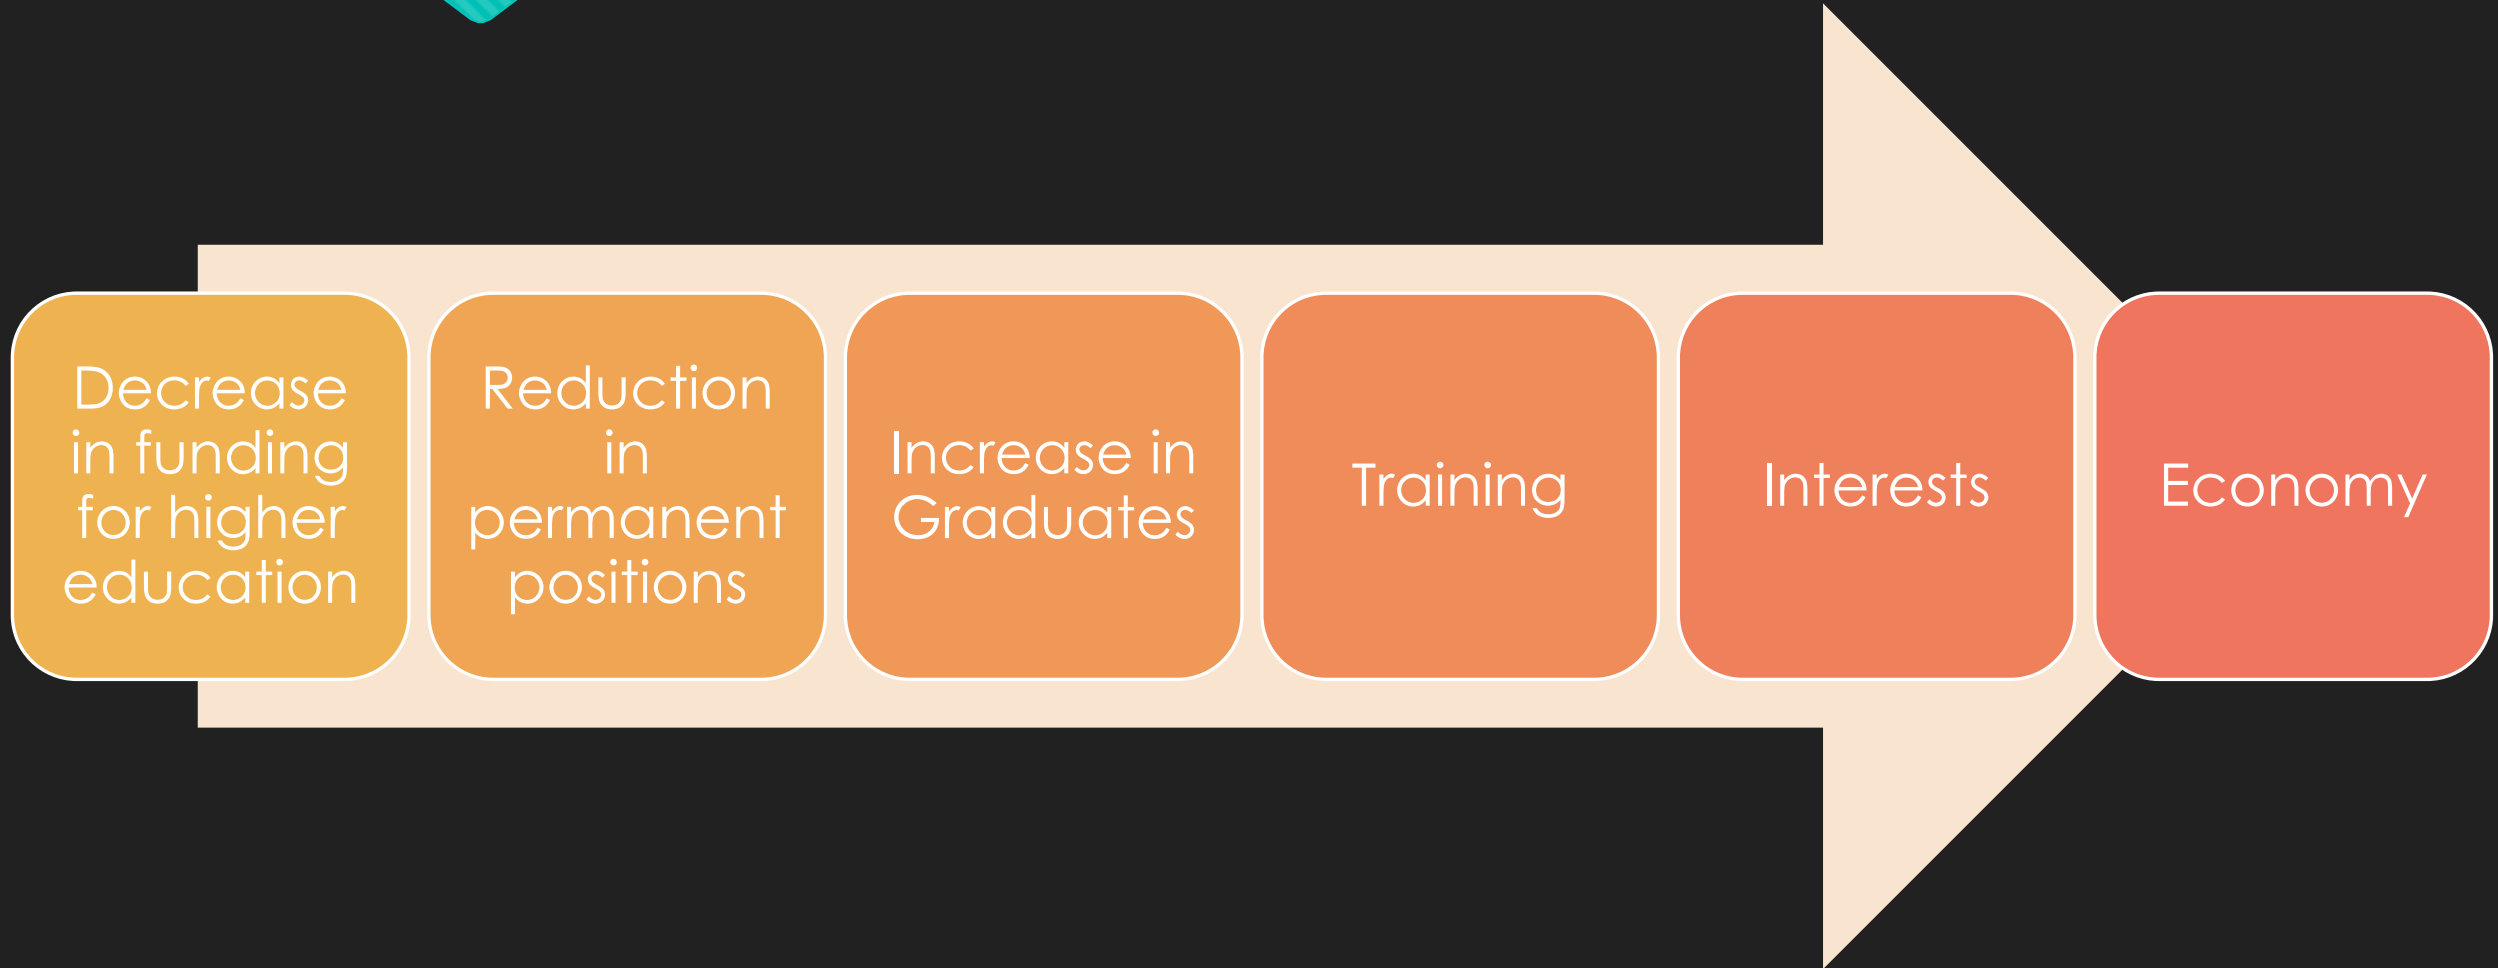 Decrease
in funding
for higher
education
Reduction
in
permanent
positions
Increase in
Graduates
Training
Interests
Economy